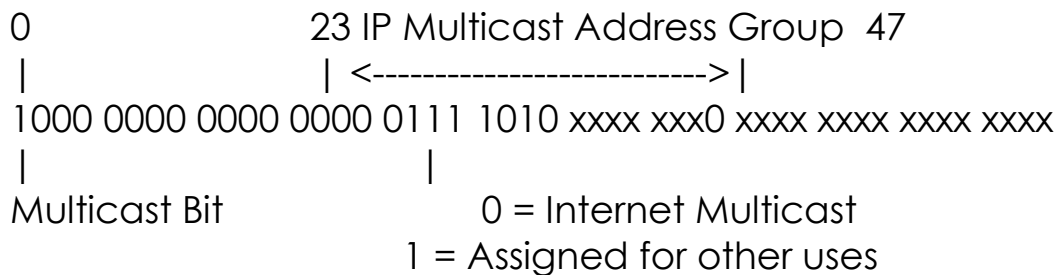 0 23 IP Multicast Address Group 47
| | <--------------------------->|
1000 0000 0000 0000 0111 1010 xxxx xxx0 xxxx xxxx xxxx xxxx
| |
Multicast Bit 0 = Internet Multicast
1 = Assigned for other uses